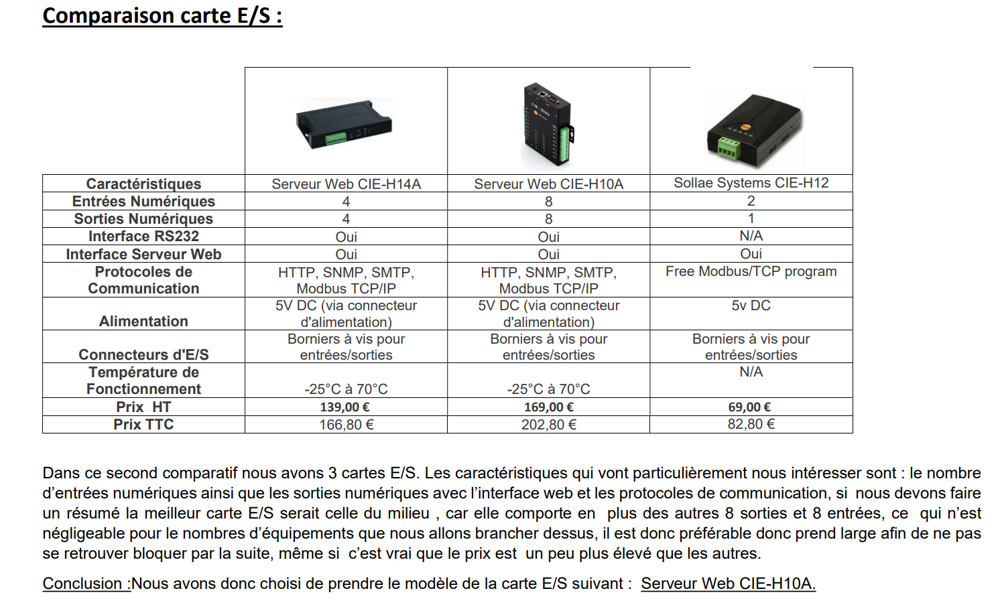 Comparaison carte E/S :
CIE - H10A
Caractéristiques Serveur Web CIE-H14A Serveur Web CIE-H10A Sollae Systems CIE-H12
Entrées Numériques 4 8 2
Sorties Numériques 4 8 1
Interface RS232 Oui Oui N/A
Interface Serveur Web Oui Oui Oui
Protocoles de HTTP, SNMP, SMTP, HTTP, SNMP, SMTP, Free Modbus/TCP program
Communication Modbus TCP/IP Modbus TCP/IP
5V DC (via connecteur 5V DC (via connecteur 5v DC
Alimentation d'alimentation) d'alimentation)
Borniers à vis pour Borniers à vis pour Borniers à vis pour
Connecteurs d'E/S entrées/sorties entrées/sorties entrées/sorties
Température de N/A
Fonctionnement -25°C à 70°C -25°C à 70°C
Prix  HT 139,00 € 169,00 € 69,00 €
Prix TTC 166,80 € 202,80 € 82,80 €
Dans ce second comparatif nous avons 3 cartes E/S. Les caractéristiques qui vont particulièrement nous intéresser sont : le nombre
d’entrées numériques ainsi que les sorties numériques avec l’interface web et les protocoles de communication, si  nous devons faire
un résumé la meilleur carte E/S serait celle du milieu , car elle comporte en  plus des autres 8 sorties et 8 entrées, ce  qui n’est
négligeable pour le nombres d’équipements que nous allons brancher dessus, il est donc préférable donc prend large afin de ne pas
se retrouver bloquer par la suite, même si  c’est vrai que le prix est  un peu plus élevé que les autres.
Conclusion :Nous avons donc choisi de prendre le modèle de la carte E/S suivant :  Serveur Web CIE-H10A.